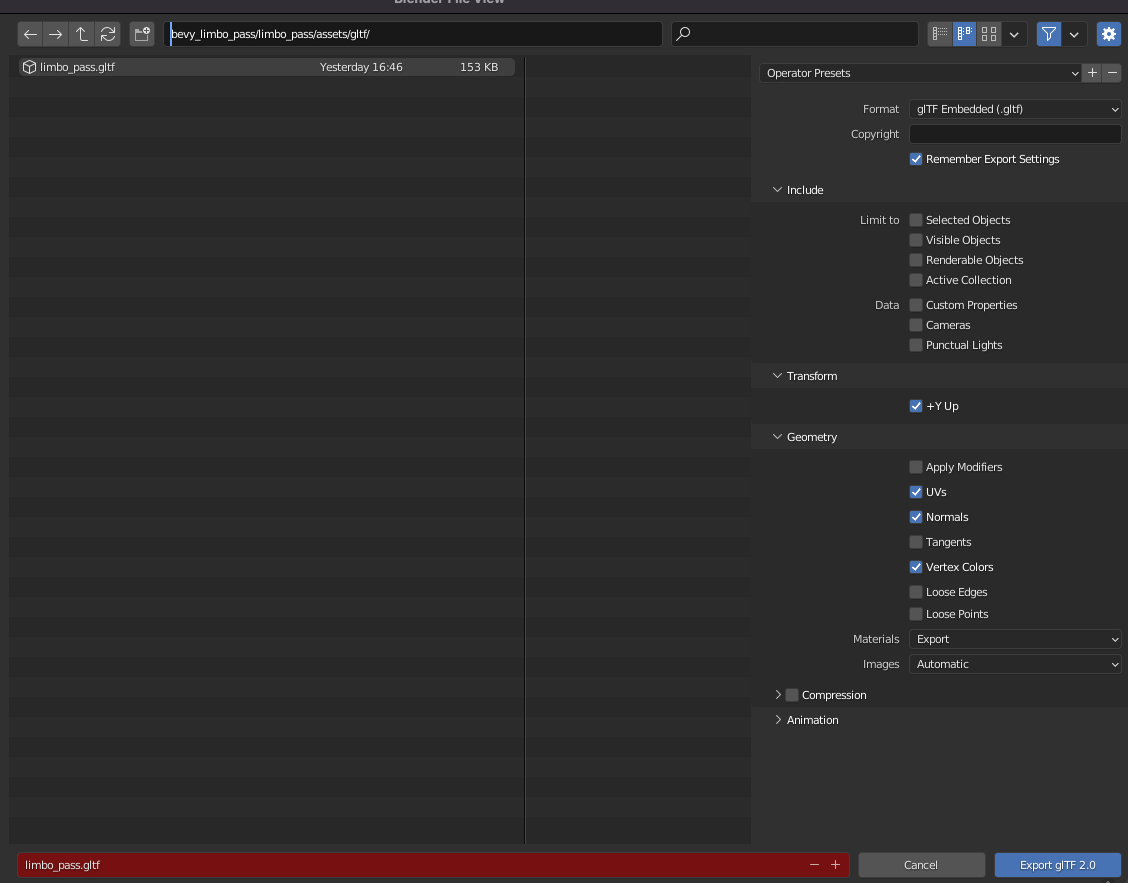 Blender File View
bevy_limbo_pass/limbo_pass/assets/gltf/
limbo_pass.gltf Yesterday 16:46 153 KB
Operator Presets
Format glTF Embedded (.gltf)
Copyright
Remember Export Settings
Include
Limit to Selected Objects
Visible Objects
Renderable Objects
Active Collection
Data Custom Properties
Cameras
Punctual Lights
Transform
+Y Up
Geometry
Apply Modifiers
UVs
Normals
Tangents
Vertex Colors
Loose Edges
Loose Points
Materials Export
Images Automatic
Compression
Animation
limbo_pass.gltf
Cancel
Export glTF 2.0